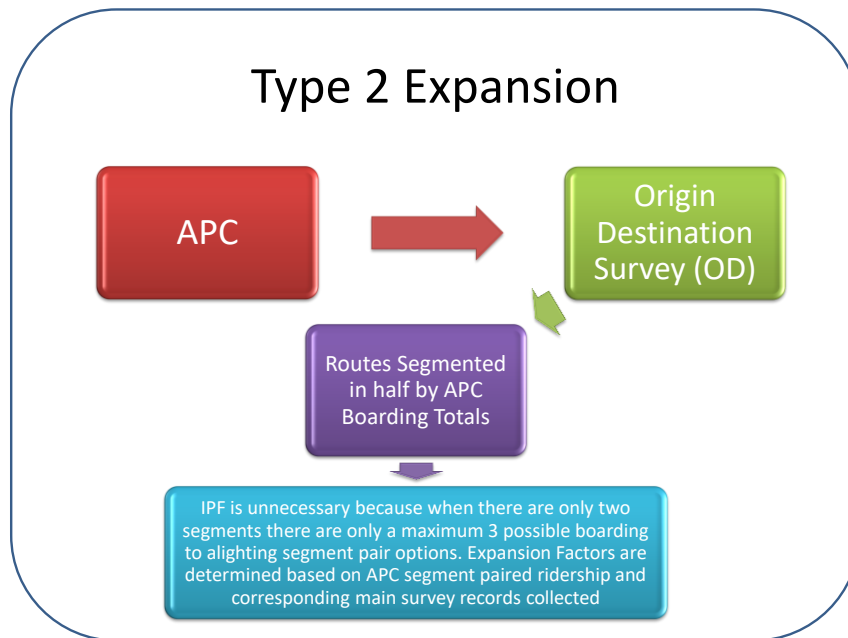 Type 2 Expansion
APC
Origin
Destination
Survey (OD)
Routes Segmented
in half by APC
Boarding Totals
IPF is unnecessary because when there are only two
segments there are only a maximum 3 possible boarding
to alighting segment pair options. Expansion Factors are
determined based on APC segment paired ridership and
corresponding main survey records collected